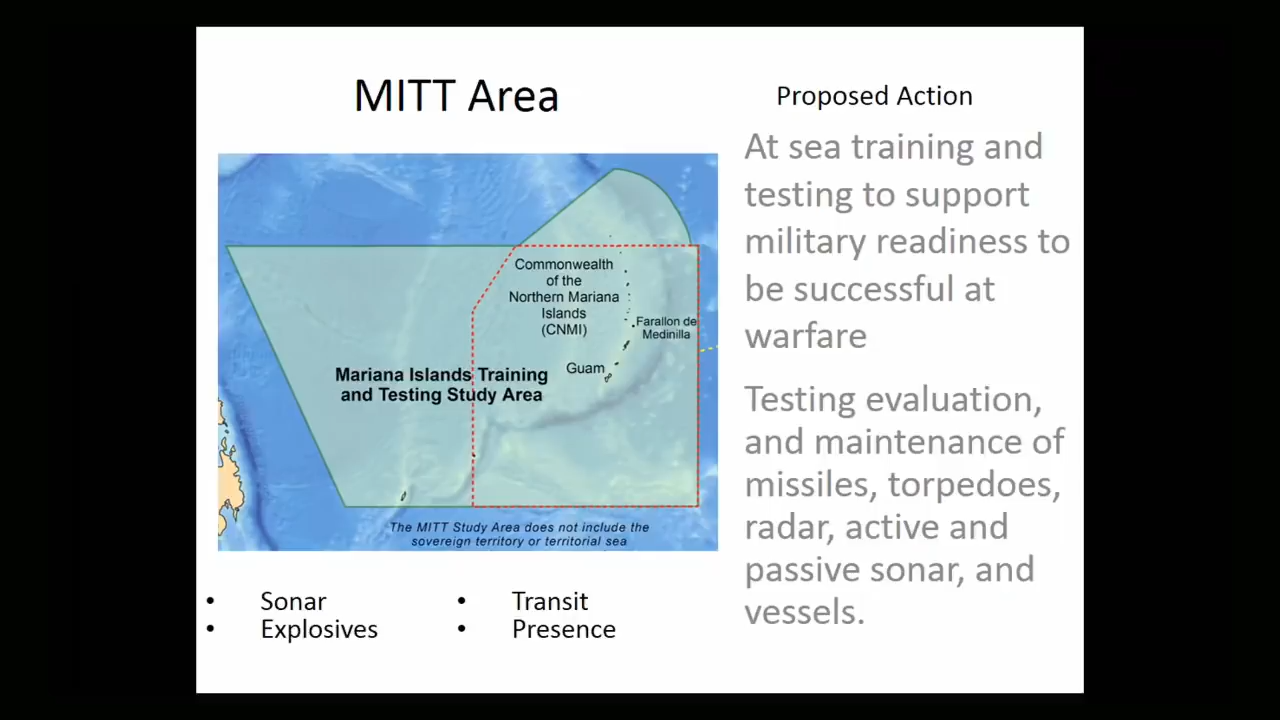 MITT Area
Commonwealth
of the
Northern Mariana
Islands
(CNMI)
Farallon de
Medinilla
Guam
Mariana Islands Training
and Testing Study Area
The MITT Study Area does not include the
sovereign territory or territorial sea
• Sonar
• Explosives
• Transit
• Presence
Proposed Action
At sea training and
testing to support
military readiness to
be successful at
warfare
Testing evaluation,
and maintenance of
missiles, torpedoes,
radar, active and
passive sonar, and
vessels.